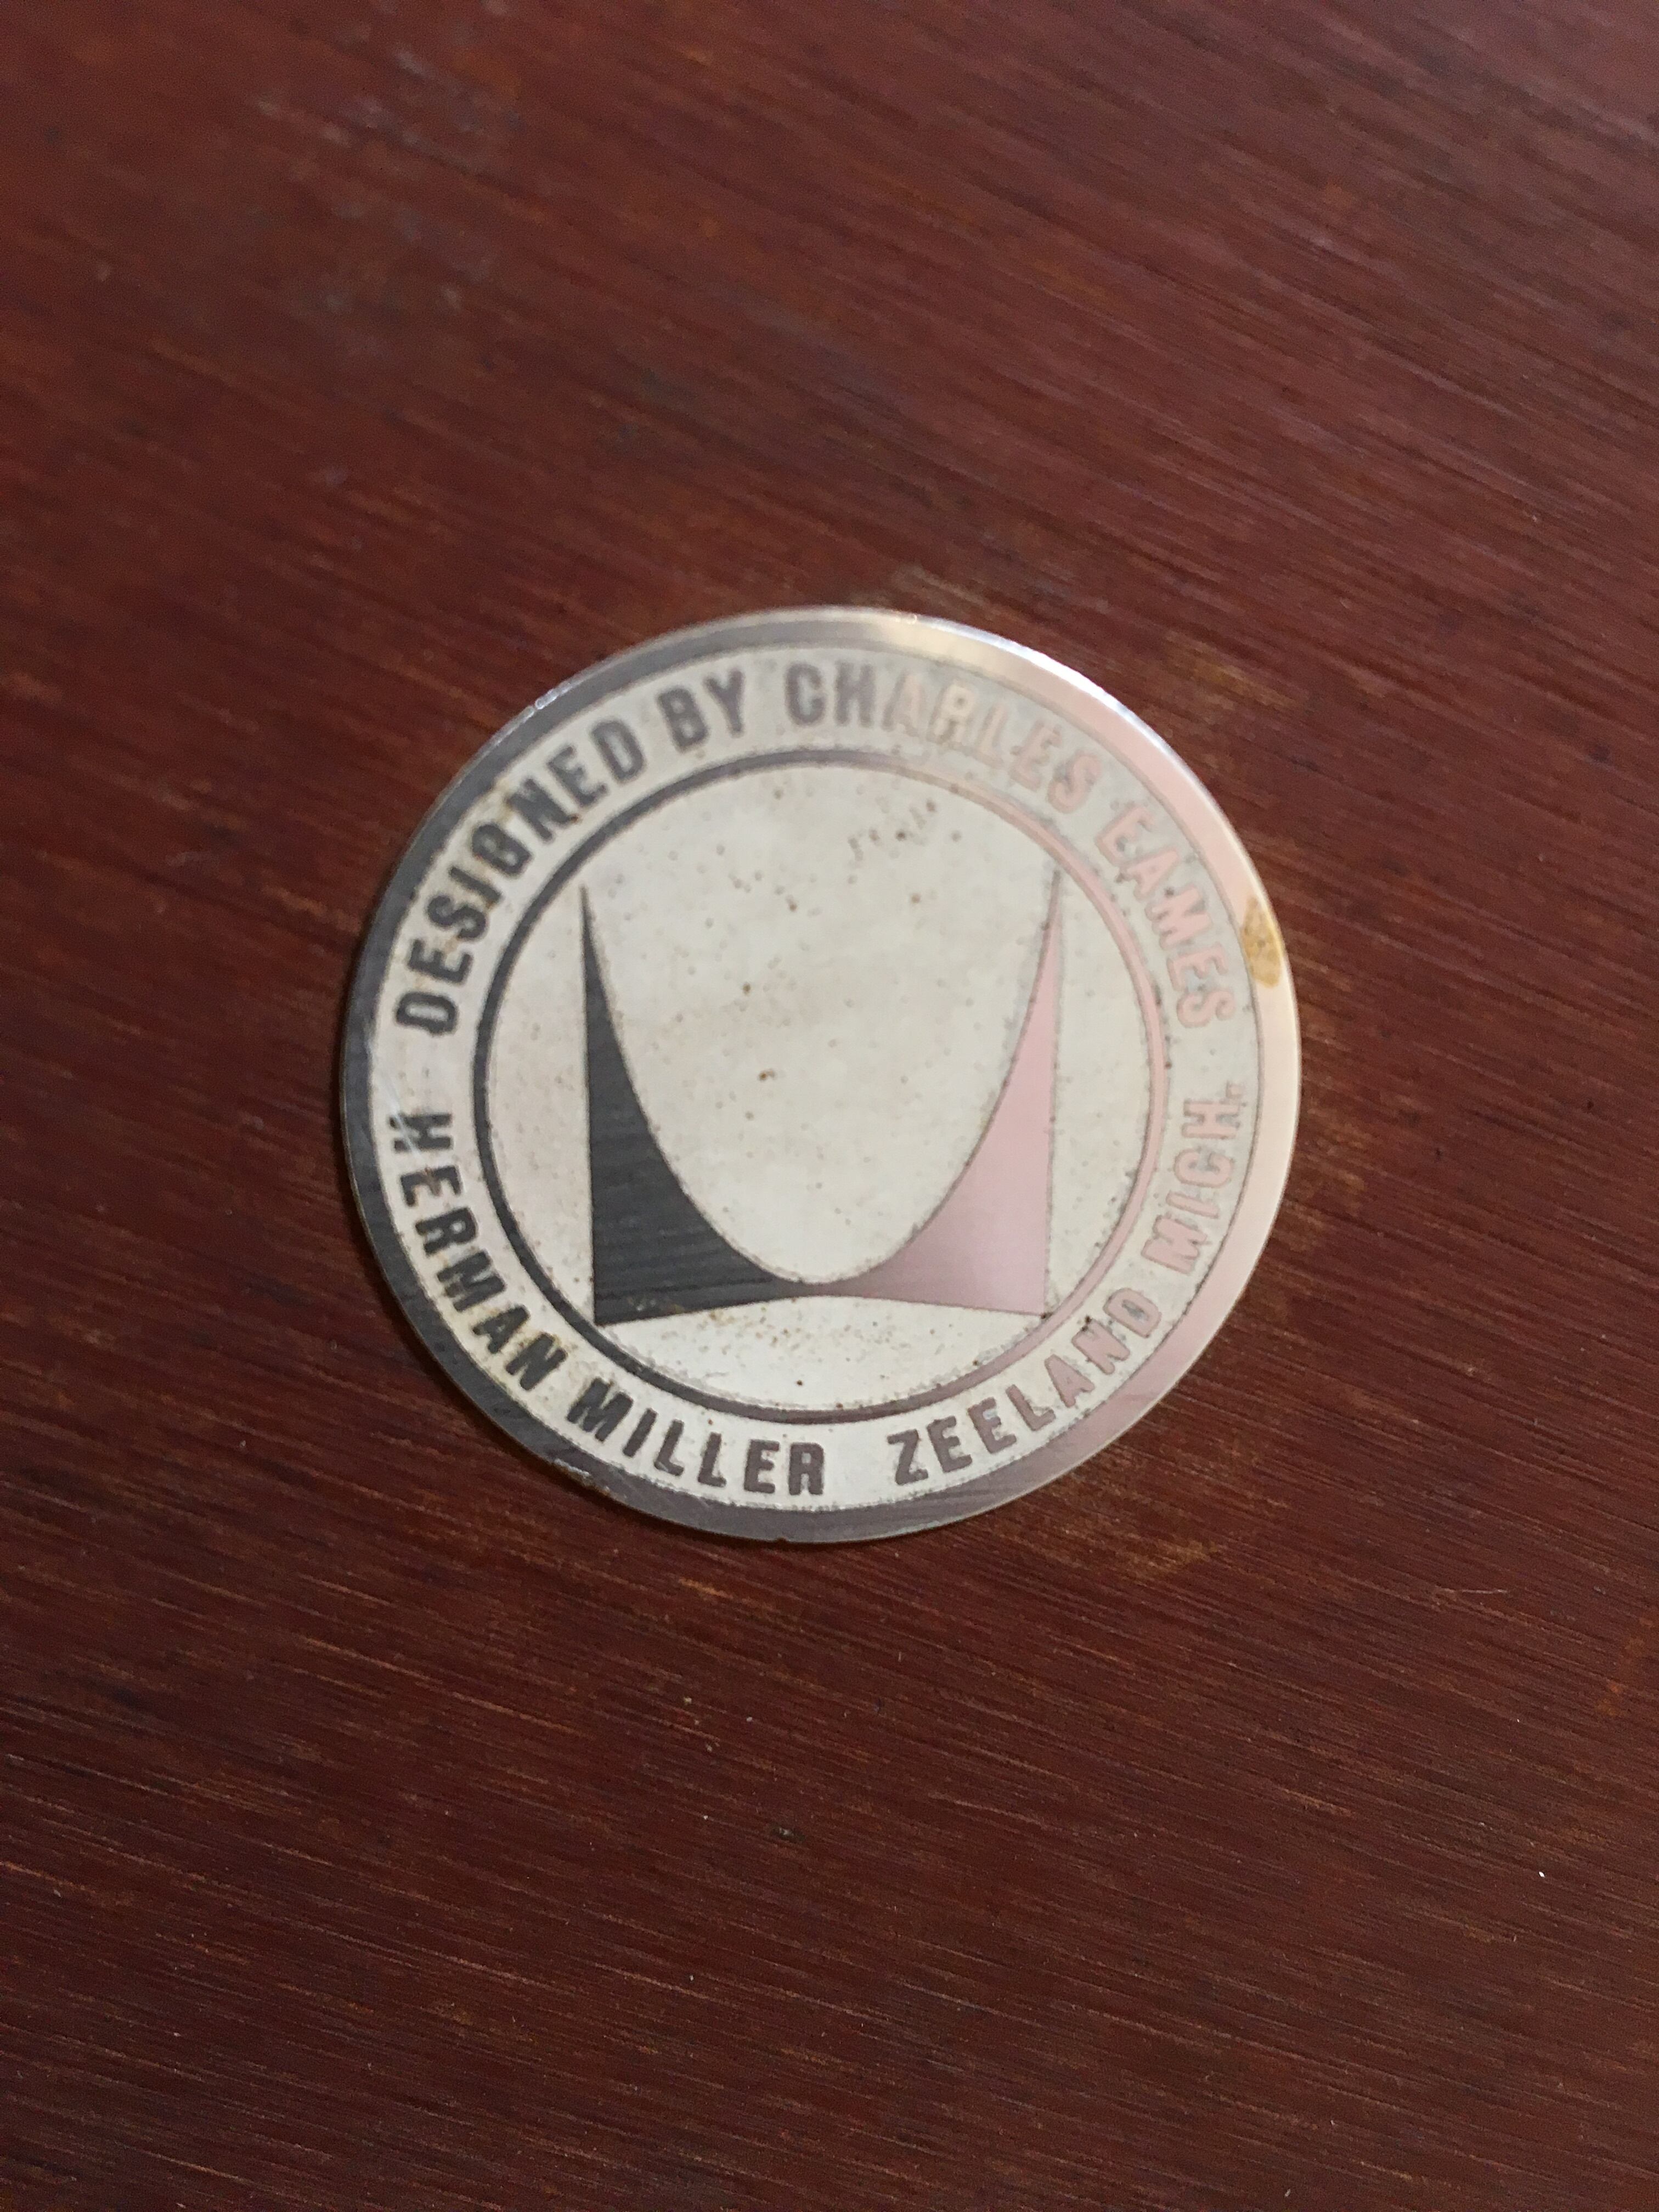 DESIGNED BY CHARLES EAMES
HERMAN MILLER ZEELAND MICH.